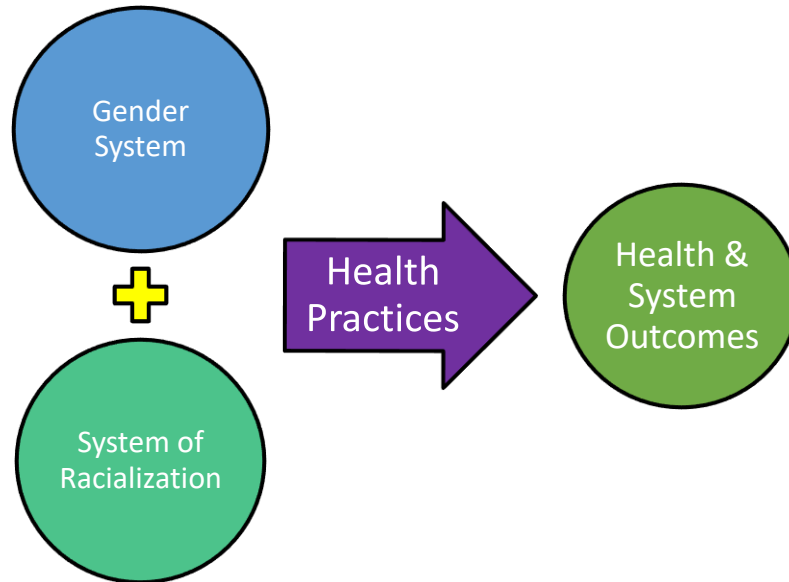 Gender
System
System of
Racialization
Health
Practices
Health &
System
Outcomes